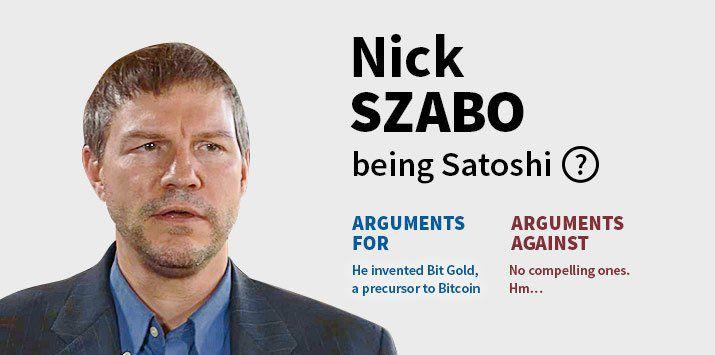 Nick
SZABO
being Satoshi ?
ARGUMENTS
FOR
He invented Bit Gold,
a precursor to Bitcoin
ARGUMENTS
AGAINST
No compelling ones.
Hm...